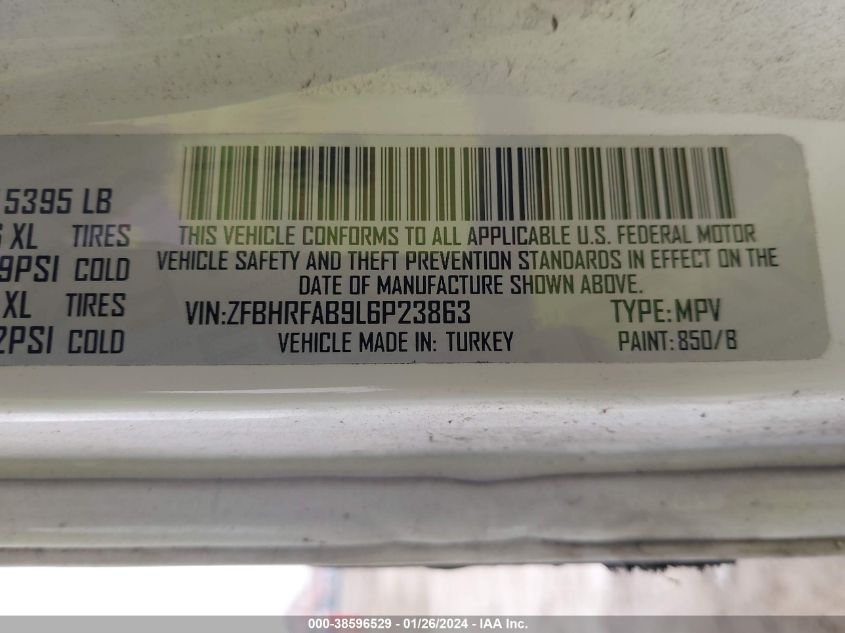 5395 LB
XL TIRES
9PSI COLD
XL TIRES
2PSI COLD
THIS VEHICLE CONFORMS TO ALL APPLICABLE U.S. FEDERAL MOTOR
VEHICLE SAFETY AND THEFT PREVENTION STANDARDS IN EFFECT ON THE
DATE OF MANUFACTURE SHOWN ABOVE.
VIN:ZFBHRFAB9L6P23863 TYPE:MPV
VEHICLE MADE IN: TURKEY PAINT:850/B
000-38596529 - 01/26/2024 - IAA Inc.